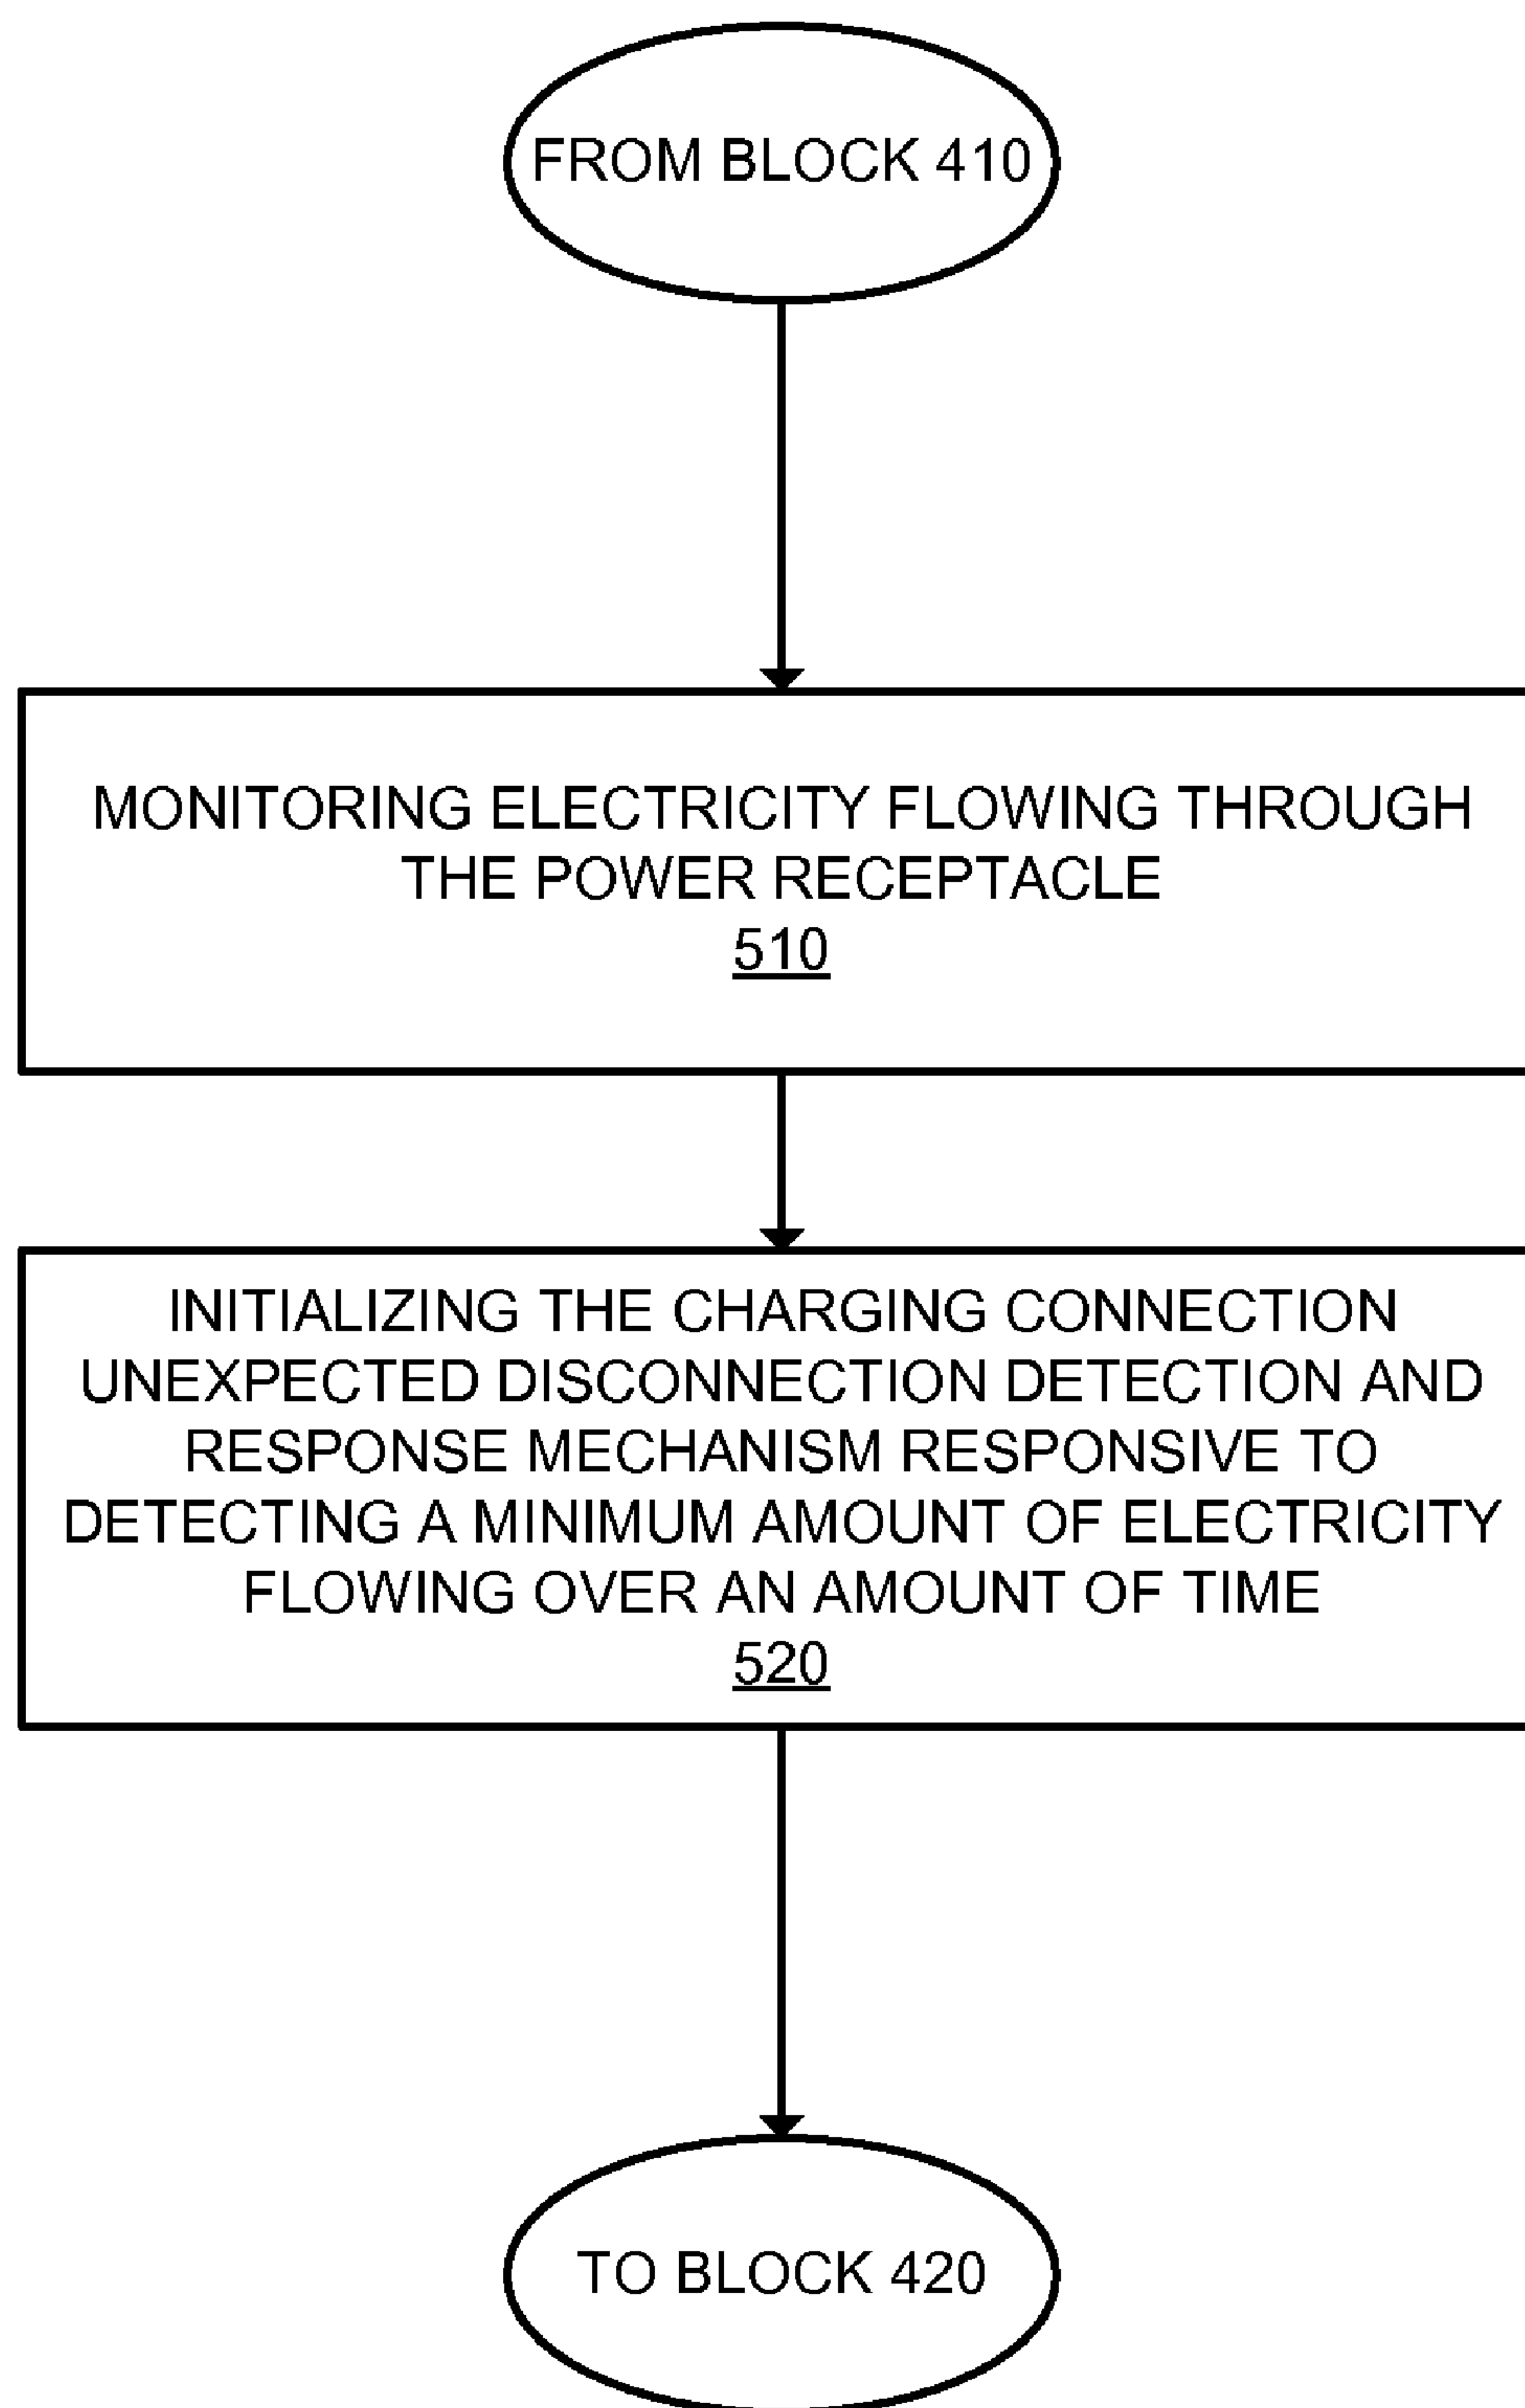 FROM BLOCK 410
MONITORING ELECTRICITY FLOWING THROUGH
THE POWER RECEPTACLE
510
INITIALIZING THE CHARGING CONNECTION
UNEXPECTED DISCONNECTION DETECTION AND
RESPONSE MECHANISM RESPONSIVE TO
DETECTING A MINIMUM AMOUNT OF ELECTRICITY
FLOWING OVER AN AMOUNT OF TIME
520
TO BLOCK 420